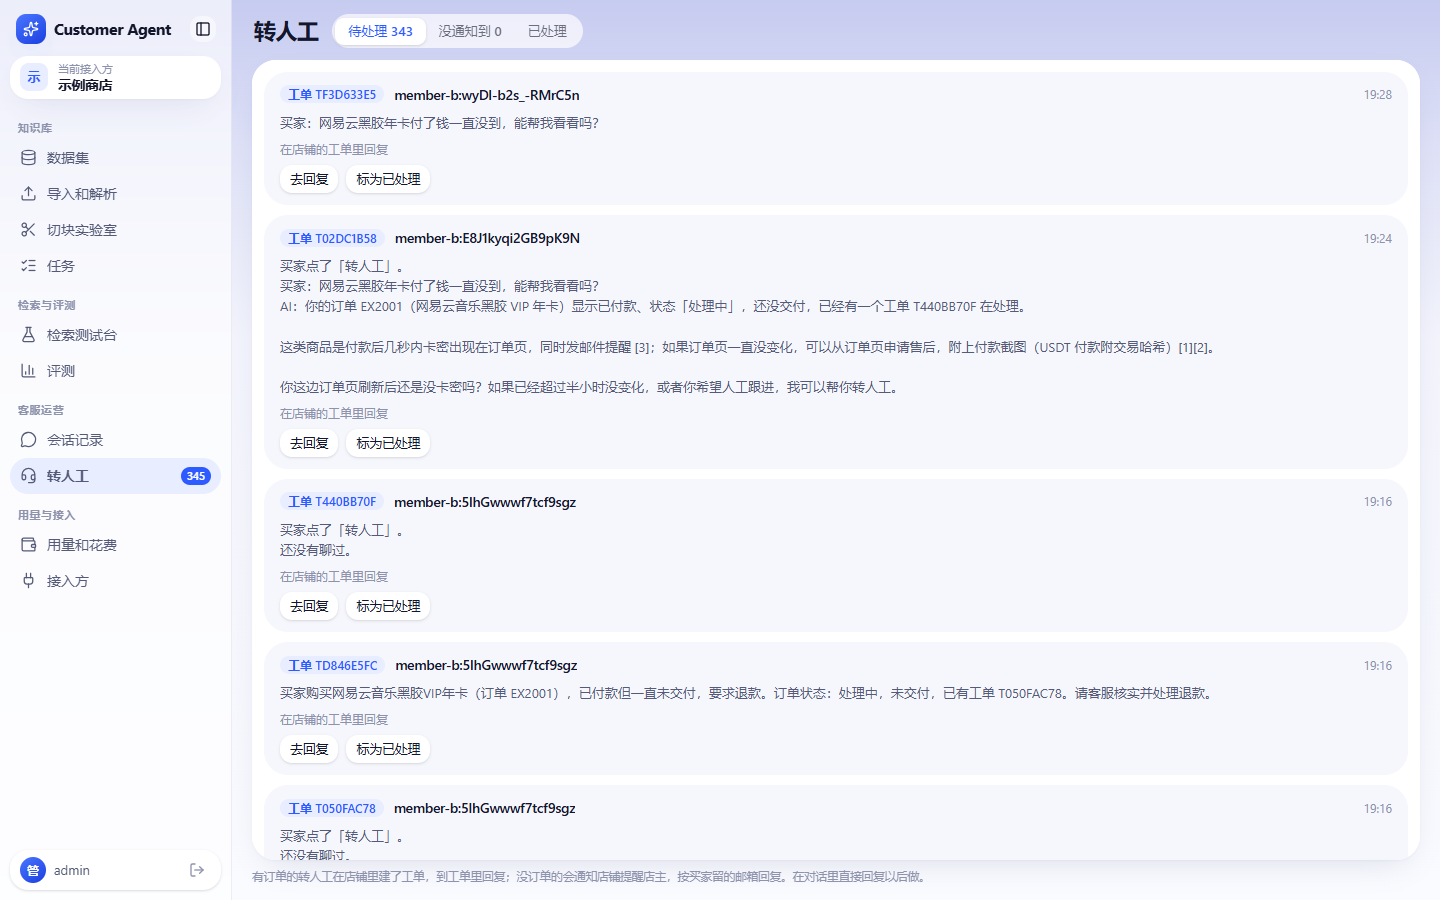 Customer Agent
示
当前接入方
示例商店
知识库
数据集
导入和解析
切块实验室
任务
检索与评测
检索测试台
评测
客服运营
会话记录
转人工 345
用量与接入
用量和花费
接入方
管 admin
转人工 待处理 343 没通知到 0 已处理
工单 TF3D633E5 member-b:wyDl-b2s_-RMrC5n 19:28
买家：网易云黑胶年卡付了钱一直没到，能帮我看看吗？
在店铺的工单里回复
去回复 标为已处理
工单 T02DC1B58 member-b:E8J1kyqi2GB9pK9N 19:24
买家点了「转人工」。
买家：网易云黑胶年卡付了钱一直没到，能帮我看看吗？
AI：你的订单 EX2001（网易云音乐黑胶 VIP 年卡）显示已付款、状态「处理中」，还没交付，已经有一个工单 T440BB70F 在处理。
这类商品是付款后几秒内卡密出现在订单页，同时发邮件提醒 [3]；如果订单页一直没变化，可以从订单页申请售后，附上付款截图（USDT 付款附交易哈希）[1][2]。
你这边订单页刷新后还是没卡密吗？如果已经超过半小时没变化，或者你希望人工跟进，我可以帮你转人工。
在店铺的工单里回复
去回复 标为已处理
工单 T440BB70F member-b:5lhGwwwf7tcf9sgz 19:16
买家点了「转人工」。
还没有聊过。
在店铺的工单里回复
去回复 标为已处理
工单 TD846E5FC member-b:5lhGwwwf7tcf9sgz 19:16
买家购买网易云音乐黑胶VIP年卡（订单 EX2001），已付款但一直未交付，要求退款。订单状态：处理中，未交付，已有工单 T050FAC78。请客服核实并处理退款。
在店铺的工单里回复
去回复 标为已处理
工单 T050FAC78 member-b:5lhGwwwf7tcf9sgz 19:16
买家点了「转人工」。
还没有聊过。
有订单的转人工在店铺里建了工单，到工单里回复；没订单的会通知店铺提醒店主，按买家留的邮箱回复。在对话里直接回复以后做。